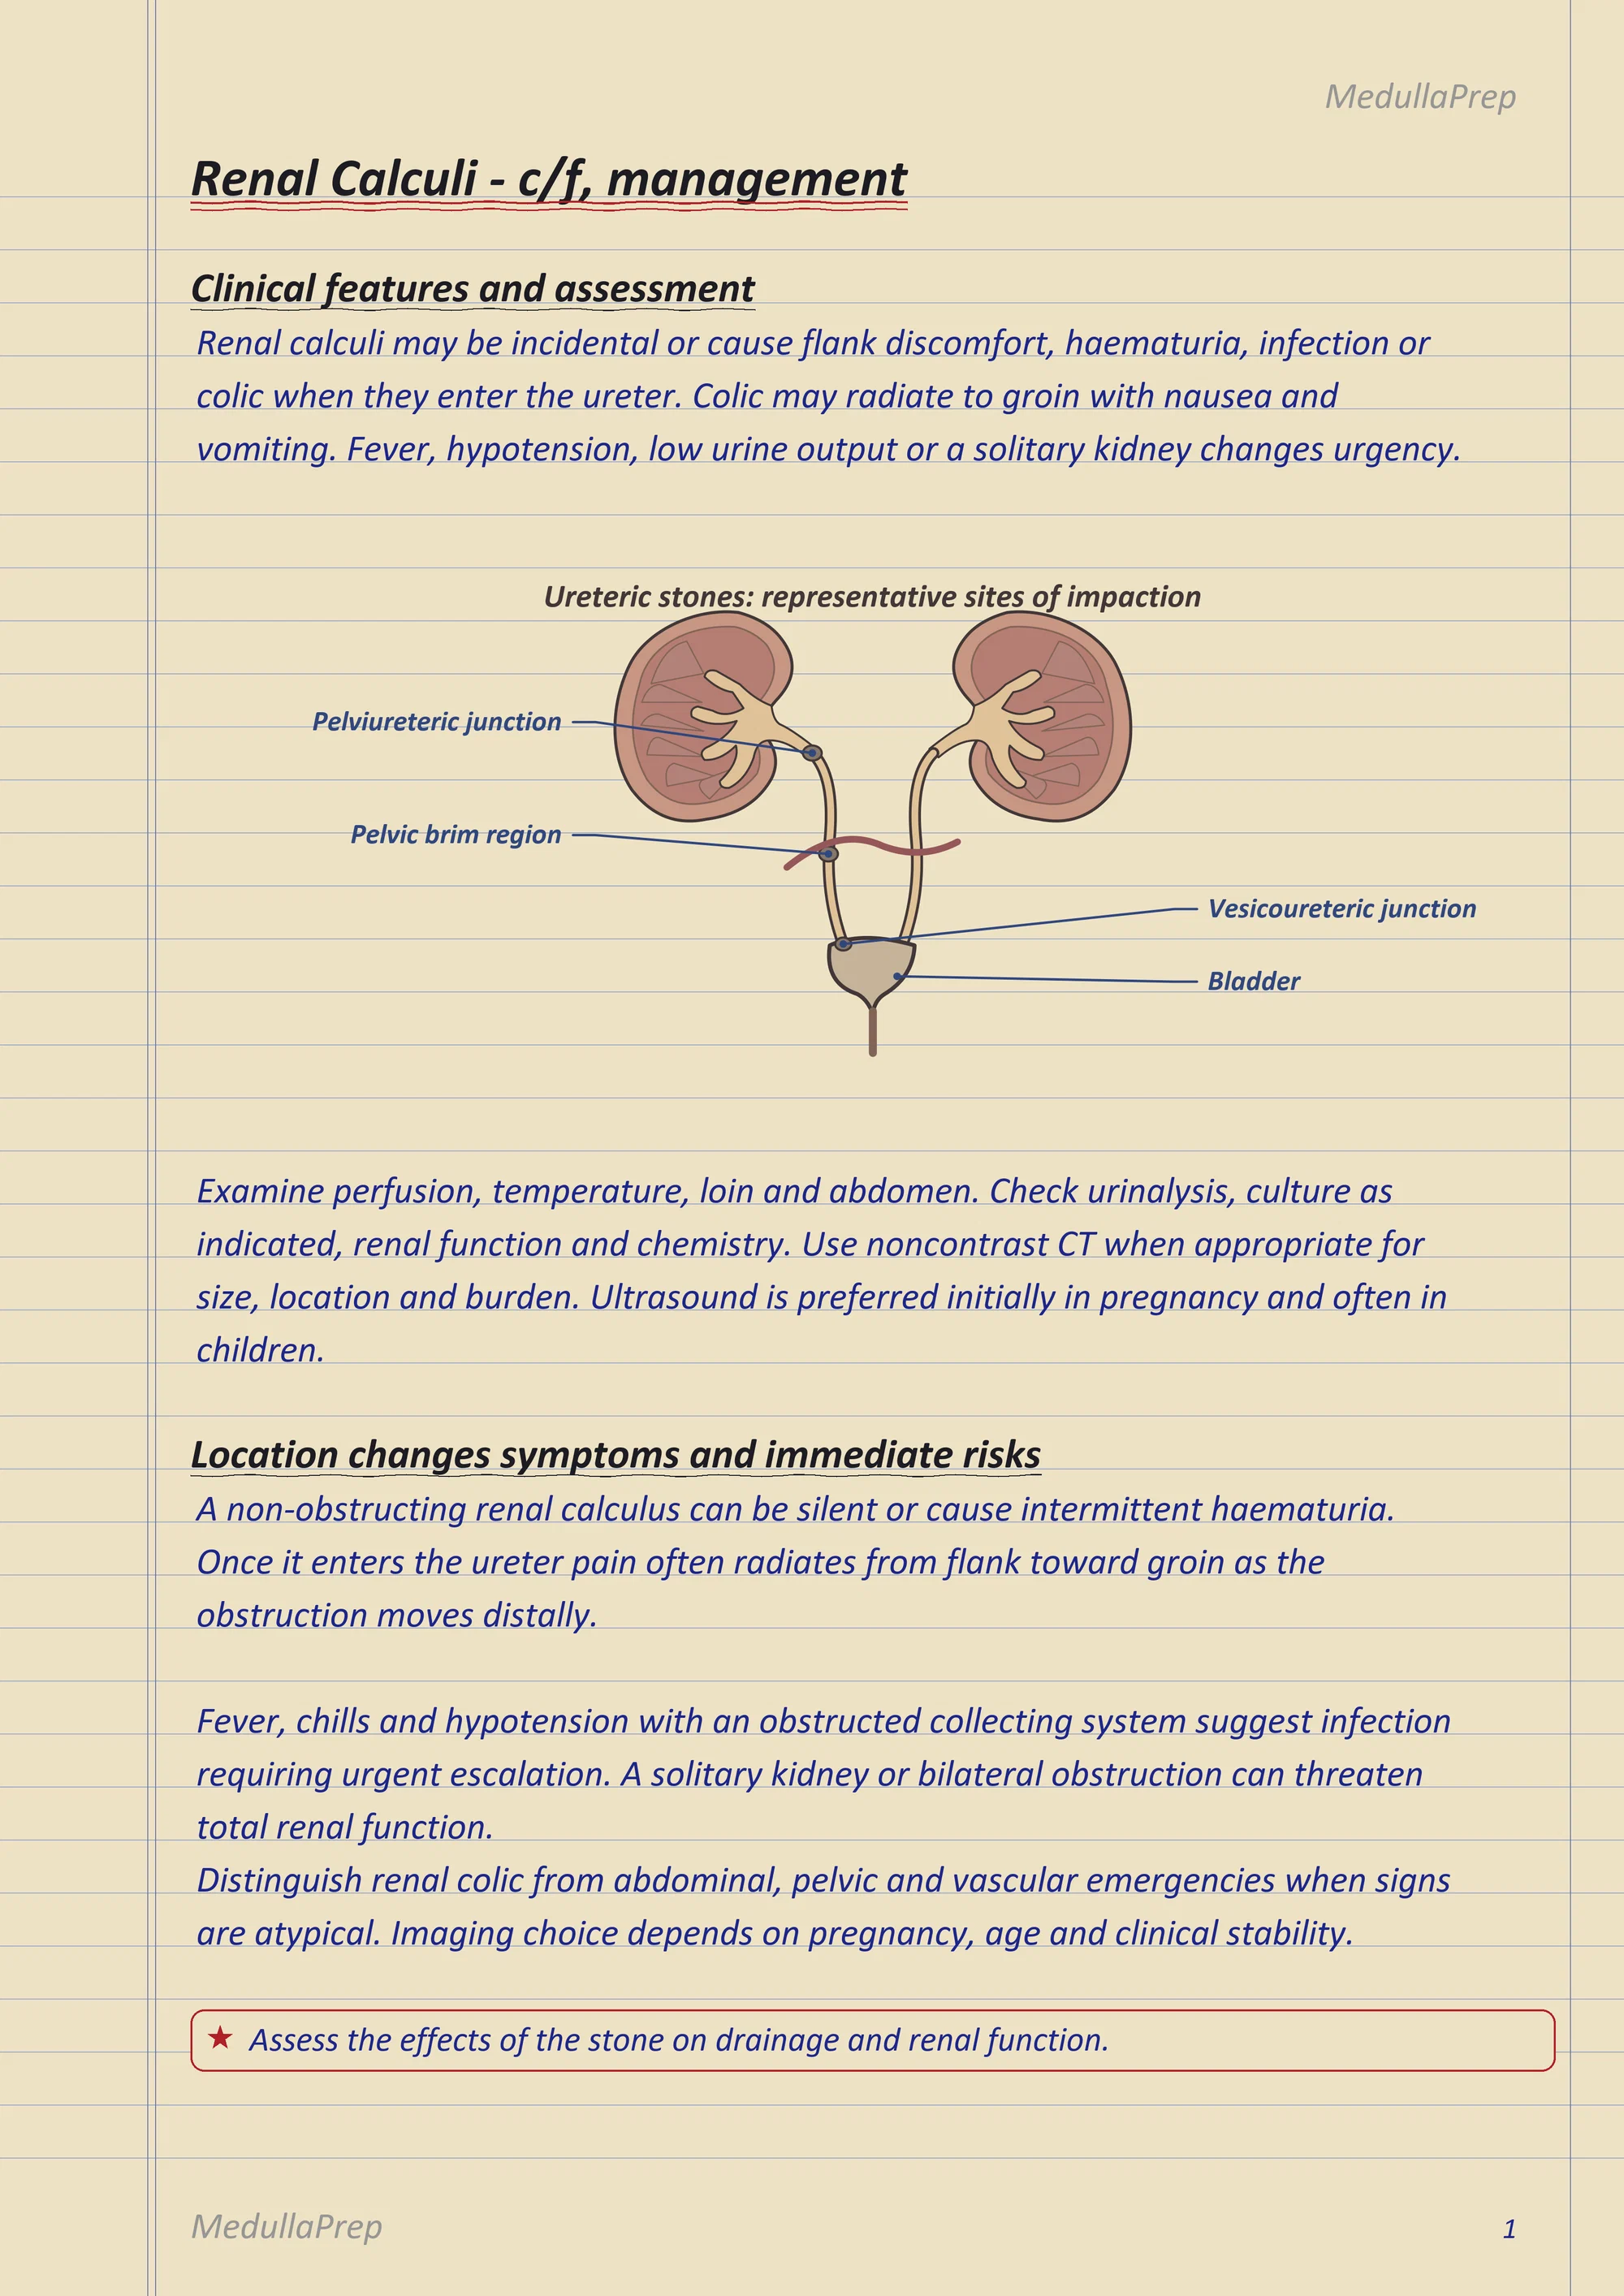 MedullaPrep
Renal Calculi - c/f, management
Clinical features and assessment
Renal calculi may be incidental or cause flank discomfort, haematuria, infection or
colic when they enter the ureter. Colic may radiate to groin with nausea and
vomiting. Fever, hypotension, low urine output or a solitary kidney changes urgency.
Ureteric stones: representative sites of impaction
Pelviureteric junction
Pelvic brim region
Vesicoureteric junction
Bladder
Examine perfusion, temperature, loin and abdomen. Check urinalysis, culture as
indicated, renal function and chemistry. Use noncontrast CT when appropriate for
size, location and burden. Ultrasound is preferred initially in pregnancy and often in
children.
Location changes symptoms and immediate risks
A non-obstructing renal calculus can be silent or cause intermittent haematuria.
Once it enters the ureter pain often radiates from flank toward groin as the
obstruction moves distally.
Fever, chills and hypotension with an obstructed collecting system suggest infection
requiring urgent escalation. A solitary kidney or bilateral obstruction can threaten
total renal function.
Distinguish renal colic from abdominal, pelvic and vascular emergencies when signs
are atypical. Imaging choice depends on pregnancy, age and clinical stability.
★ Assess the effects of the stone on drainage and renal function.
MedullaPrep
1